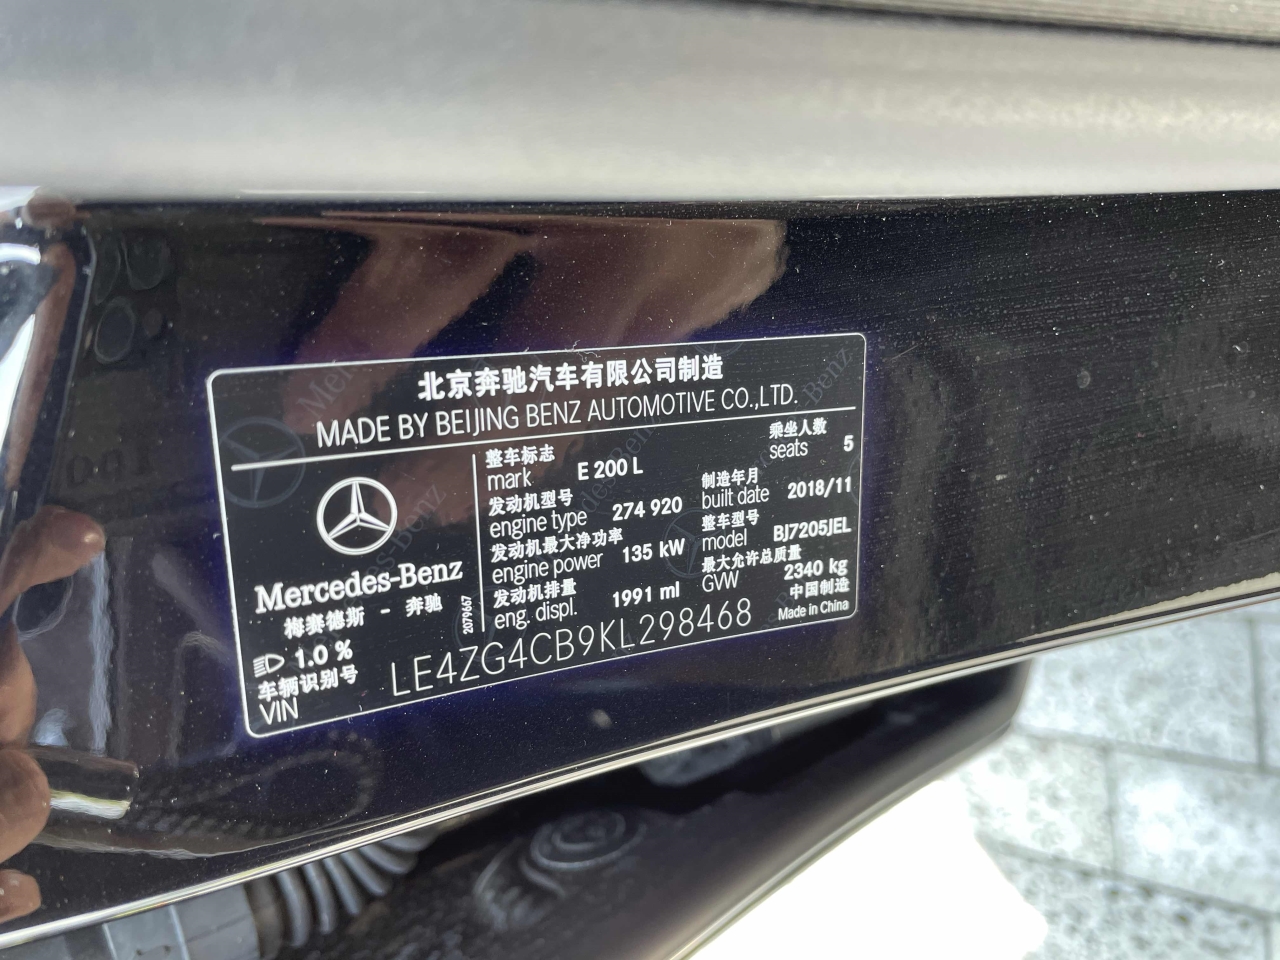 北京奔驰汽车有限公司制造
MADE BY BEIJING BENZ AUTOMOTIVE CO.,LTD.
Mercedes-Benz
梅赛德斯 - 奔驰
1.0 %
2079667
整车标志
mark E 200 L
乘坐人数
seats 5
发动机型号
engine type 274 920
制造年月
built date 2018/11
发动机最大净功率
engine power 135 kW
整车型号
model BJ7205JEL
发动机排量
eng. displ. 1991 ml
最大允许总质量
GVW 2340 kg
中国制造
Made in China
车辆识别号
VIN LE4ZG4CB9KL298468